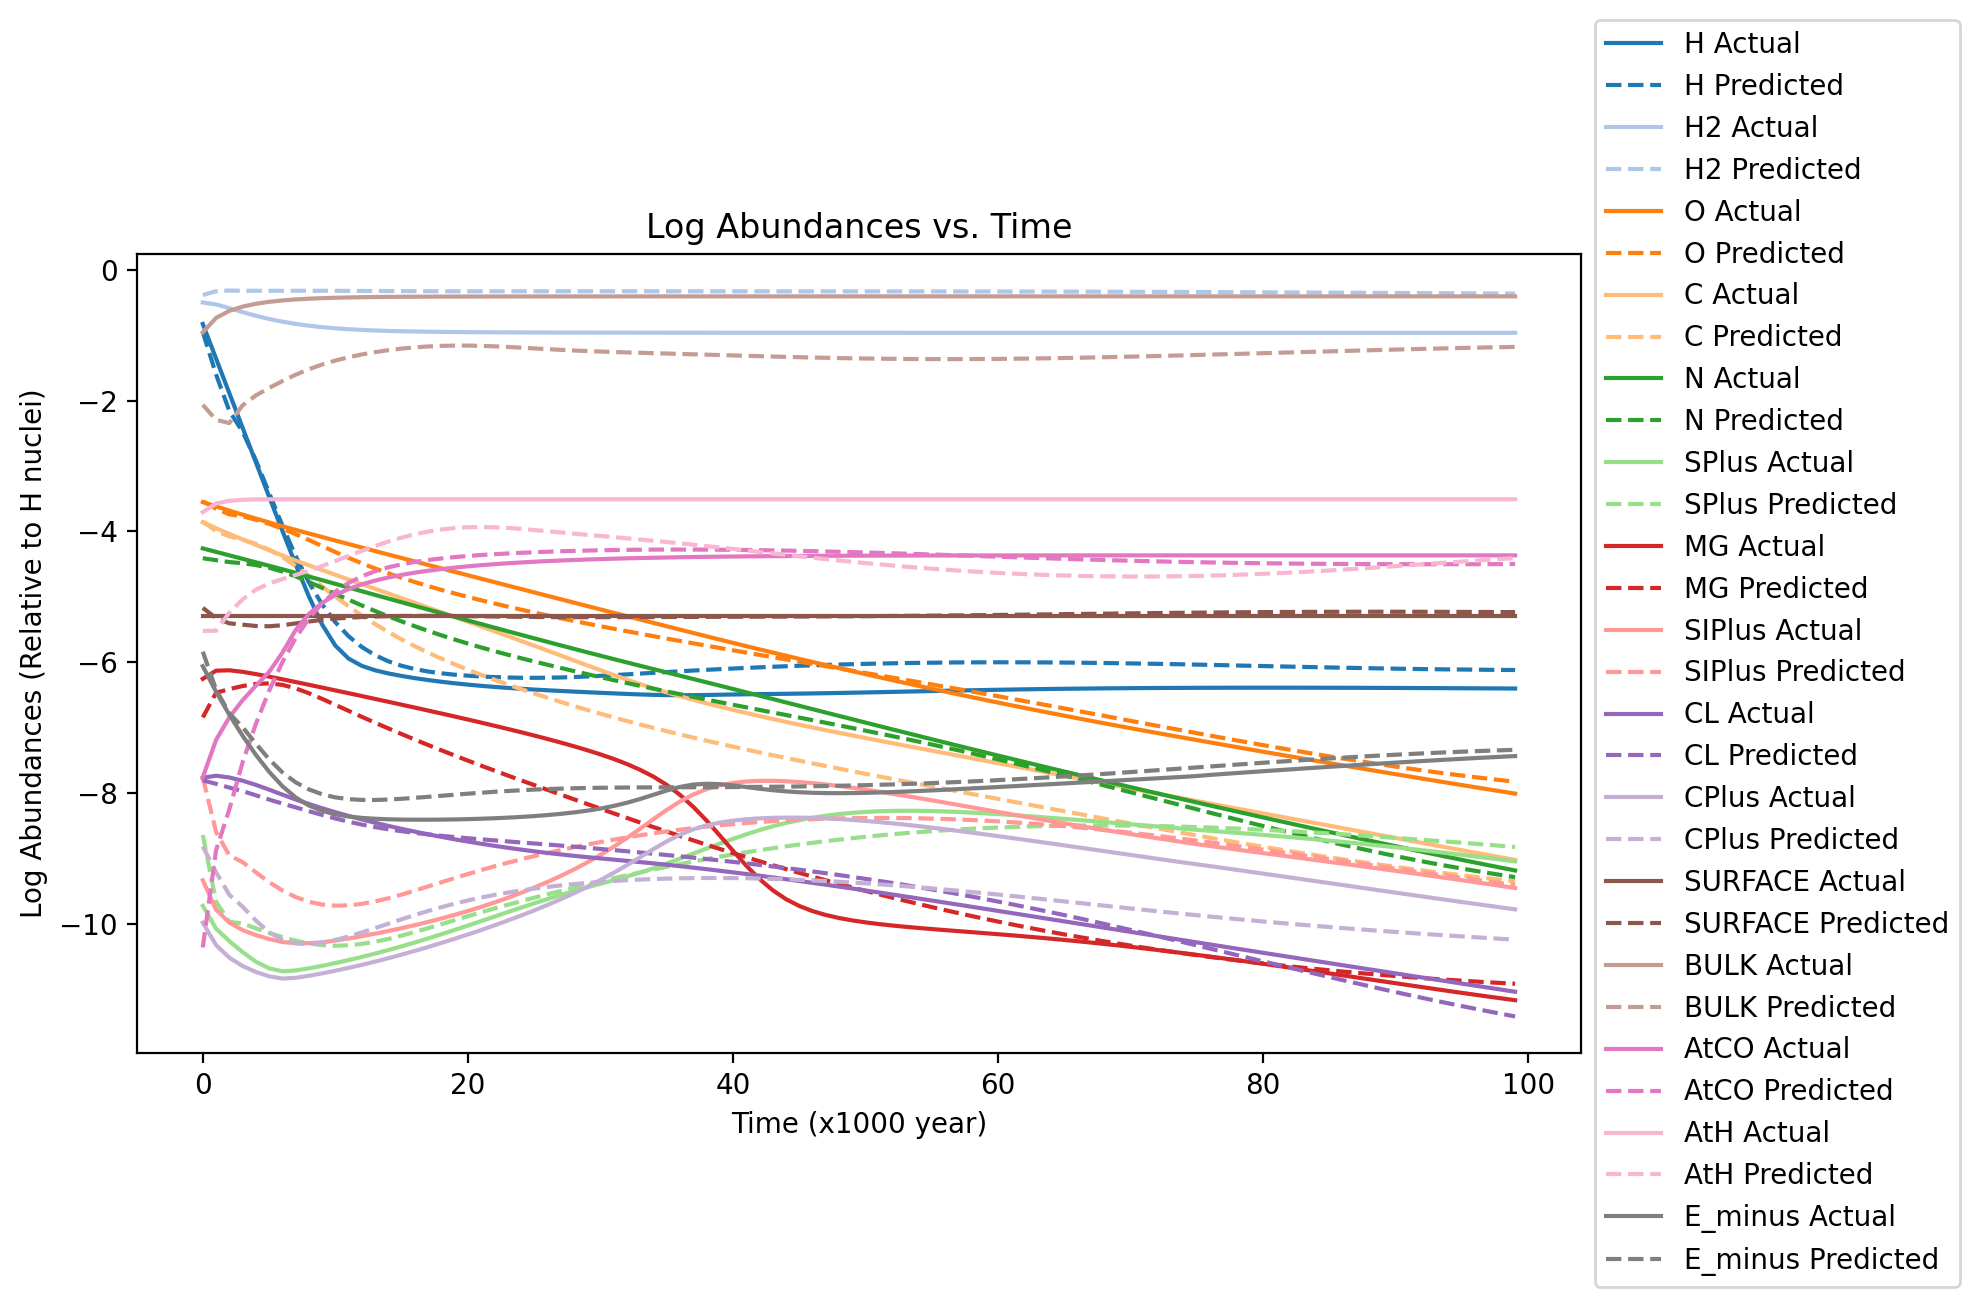 Log Abundances vs. Time
Log Abundances (Relative to H nuclei)
0
−2
−4
−6
−8
−10
0 20 40 60 80 100
Time (x1000 year)
H Actual
H Predicted
H2 Actual
H2 Predicted
O Actual
O Predicted
C Actual
C Predicted
N Actual
N Predicted
SPlus Actual
SPlus Predicted
MG Actual
MG Predicted
SIPlus Actual
SIPlus Predicted
CL Actual
CL Predicted
CPlus Actual
CPlus Predicted
SURFACE Actual
SURFACE Predicted
BULK Actual
BULK Predicted
AtCO Actual
AtCO Predicted
AtH Actual
AtH Predicted
E_minus Actual
E_minus Predicted